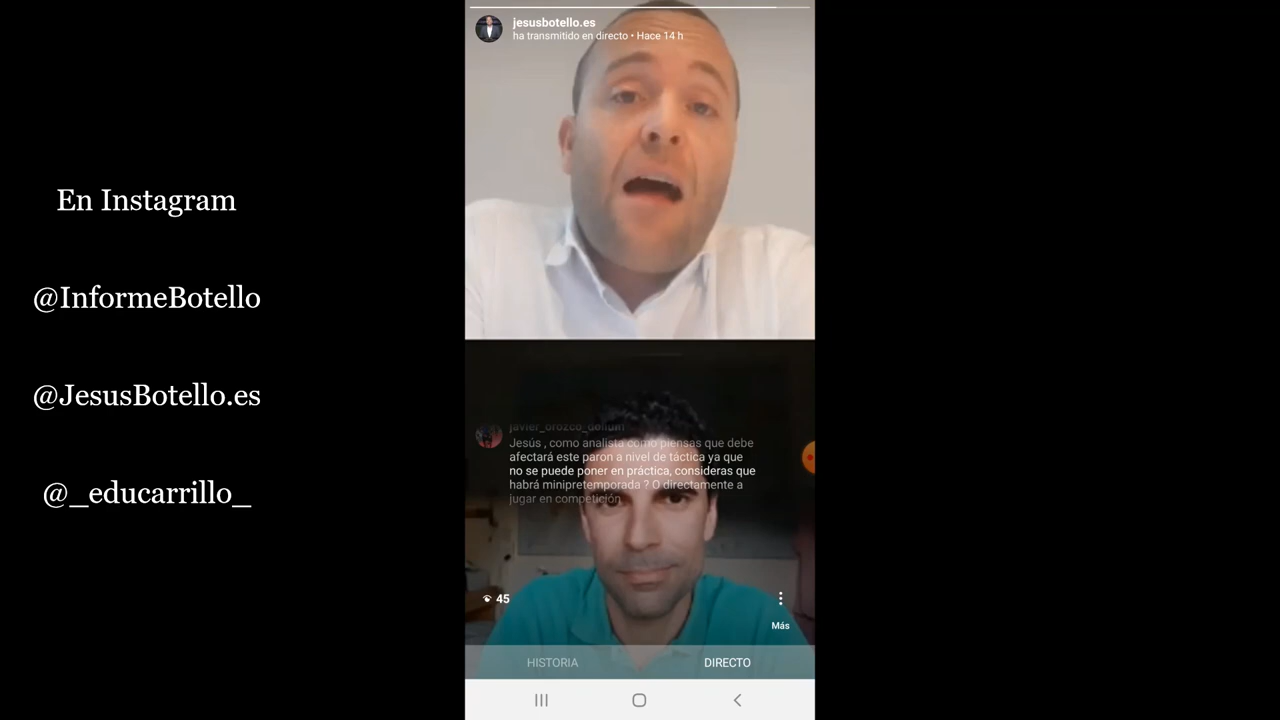 jesusbotello.es
ha transmitido en directo • Hace 14 h
En Instagram
@InformeBotello
@JesusBotello.es
@_educarrillo_
Jesús , como analista como piensas que debe
afectará este paron a nivel de táctica ya que
no se puede poner en práctica, consideras que
habrá minipretemporada ? O directamente a
jugar en competición
45
Más
HISTORIA
DIRECTO